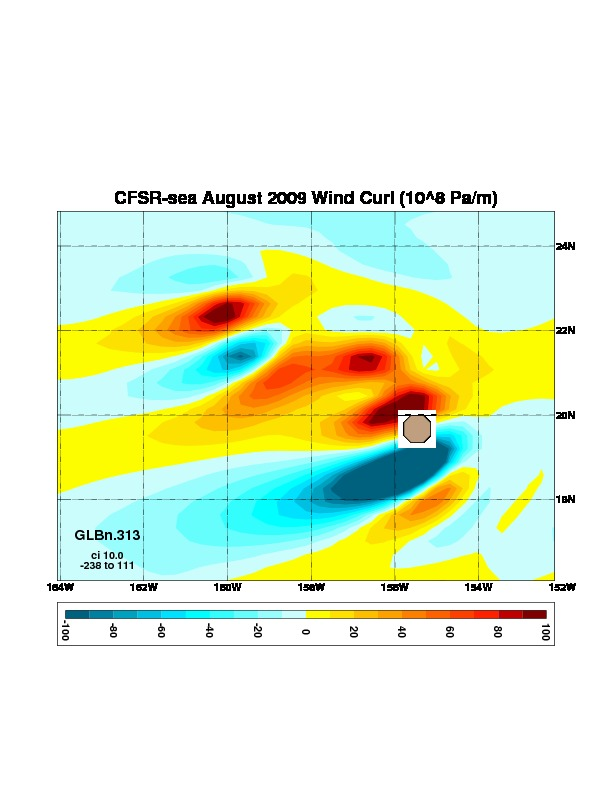 CFSR-sea August 2009 Wind Curl (10^8 Pa/m)
24N
22N
20N
18N
GLBn.313
ci 10.0
-238 to 111
164W 162W 160W 158W 156W 154W 152W
-100 -80 -60 -40 -20 0 20 40 60 80 100